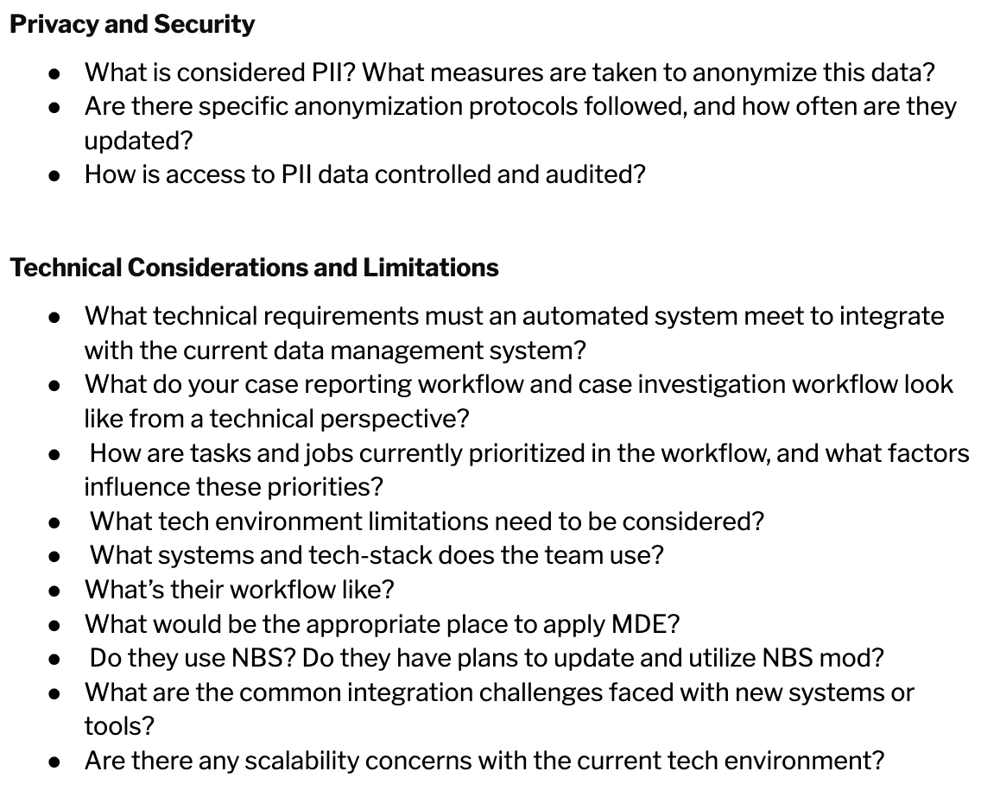 Privacy and Security
● What is considered PII? What measures are taken to anonymize this data?
● Are there specific anonymization protocols followed, and how often are they
updated?
● How is access to PII data controlled and audited?
Technical Considerations and Limitations
● What technical requirements must an automated system meet to integrate
with the current data management system?
● What do your case reporting workflow and case investigation workflow look
like from a technical perspective?
● How are tasks and jobs currently prioritized in the workflow, and what factors
influence these priorities?
● What tech environment limitations need to be considered?
● What systems and tech-stack does the team use?
● What’s their workflow like?
● What would be the appropriate place to apply MDE?
● Do they use NBS? Do they have plans to update and utilize NBS mod?
● What are the common integration challenges faced with new systems or
tools?
● Are there any scalability concerns with the current tech environment?